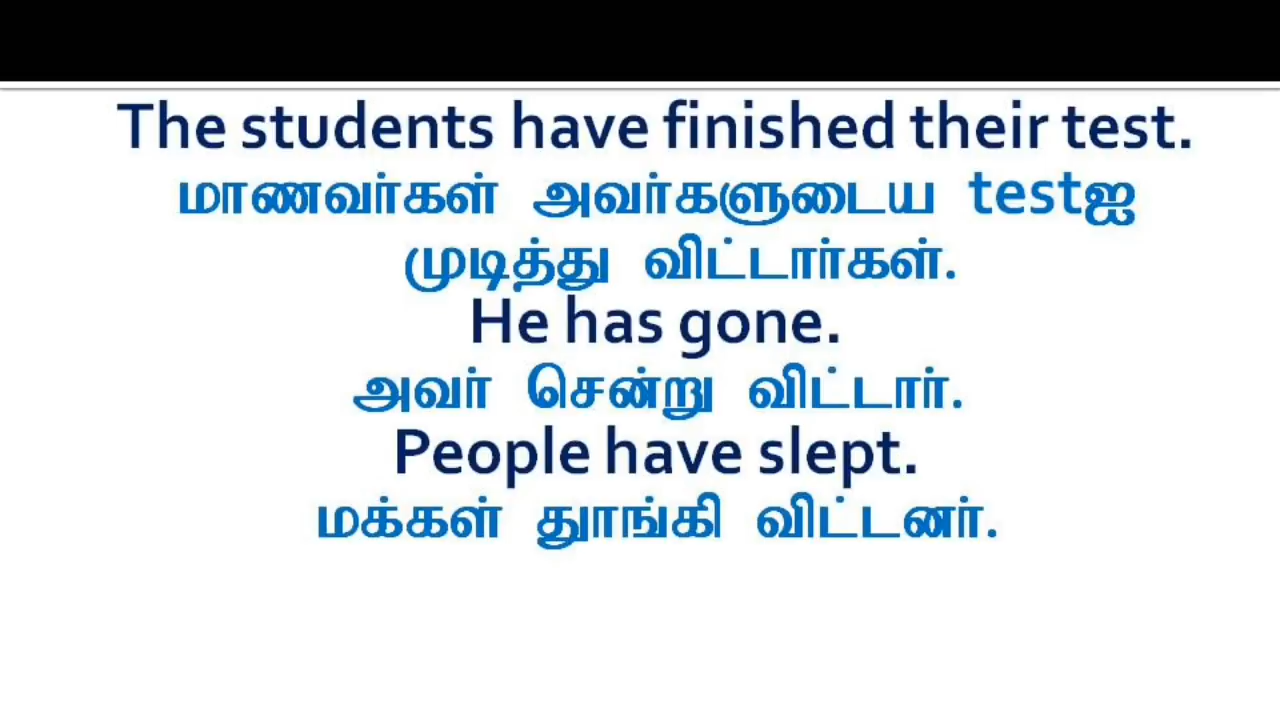 The students have finished their test.
மாணவர்கள் அவர்களுடைய testஐ
முடித்து விட்டார்கள்.
He has gone.
அவர் சென்று விட்டார்.
People have slept.
மக்கள் தூங்கி விட்டனர்.